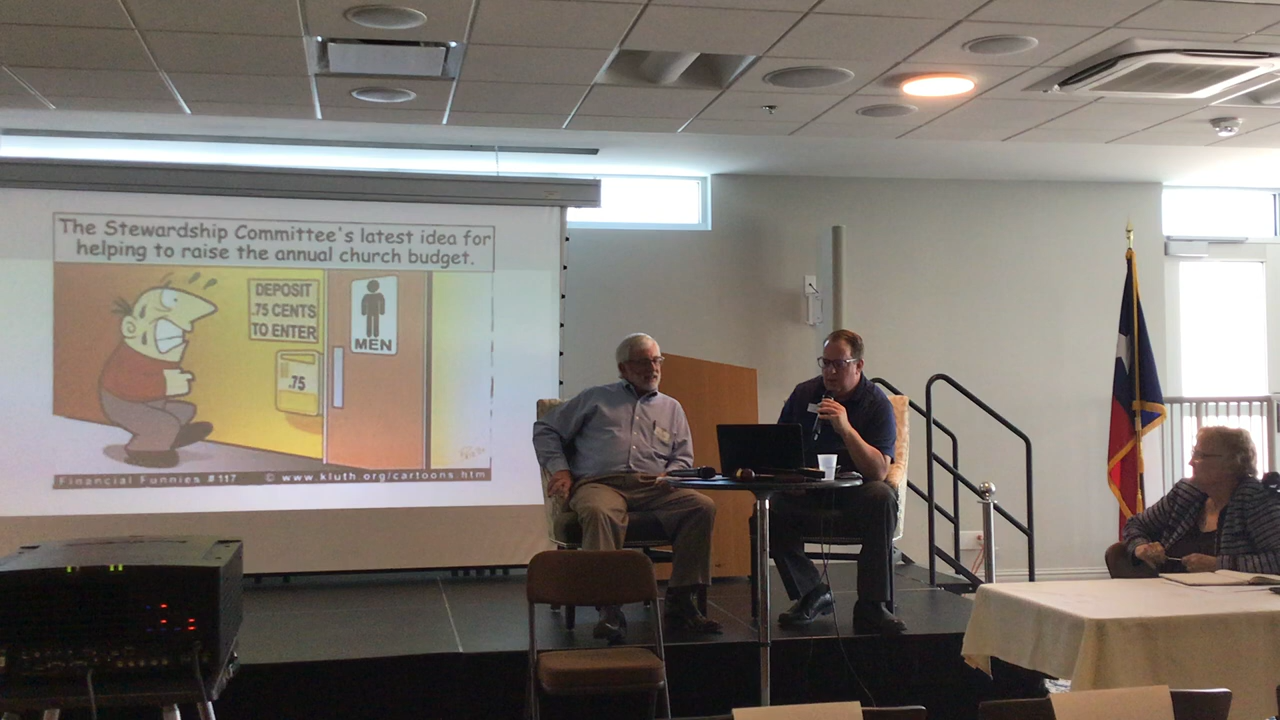 The Stewardship Committee's latest idea for
helping to raise the annual church budget.
DEPOSIT
.75 CENTS
TO ENTER
MEN
.75
Financial Funnies #117 © www.kluth.org/cartoons.htm